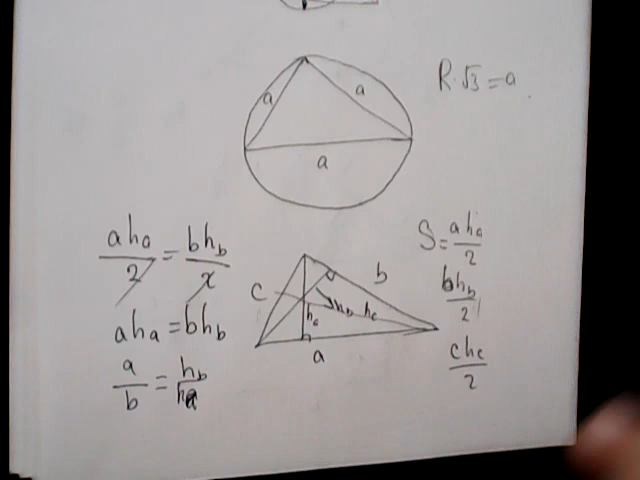 a
a
a
R·√3=a
ah_a/2=bh_b/2
ah_a=bh_b
a/b=h_b/h_a
c
b
h_a
h_b
h_c
a
S=ah_a/2
bh_b/2
ch_c/2